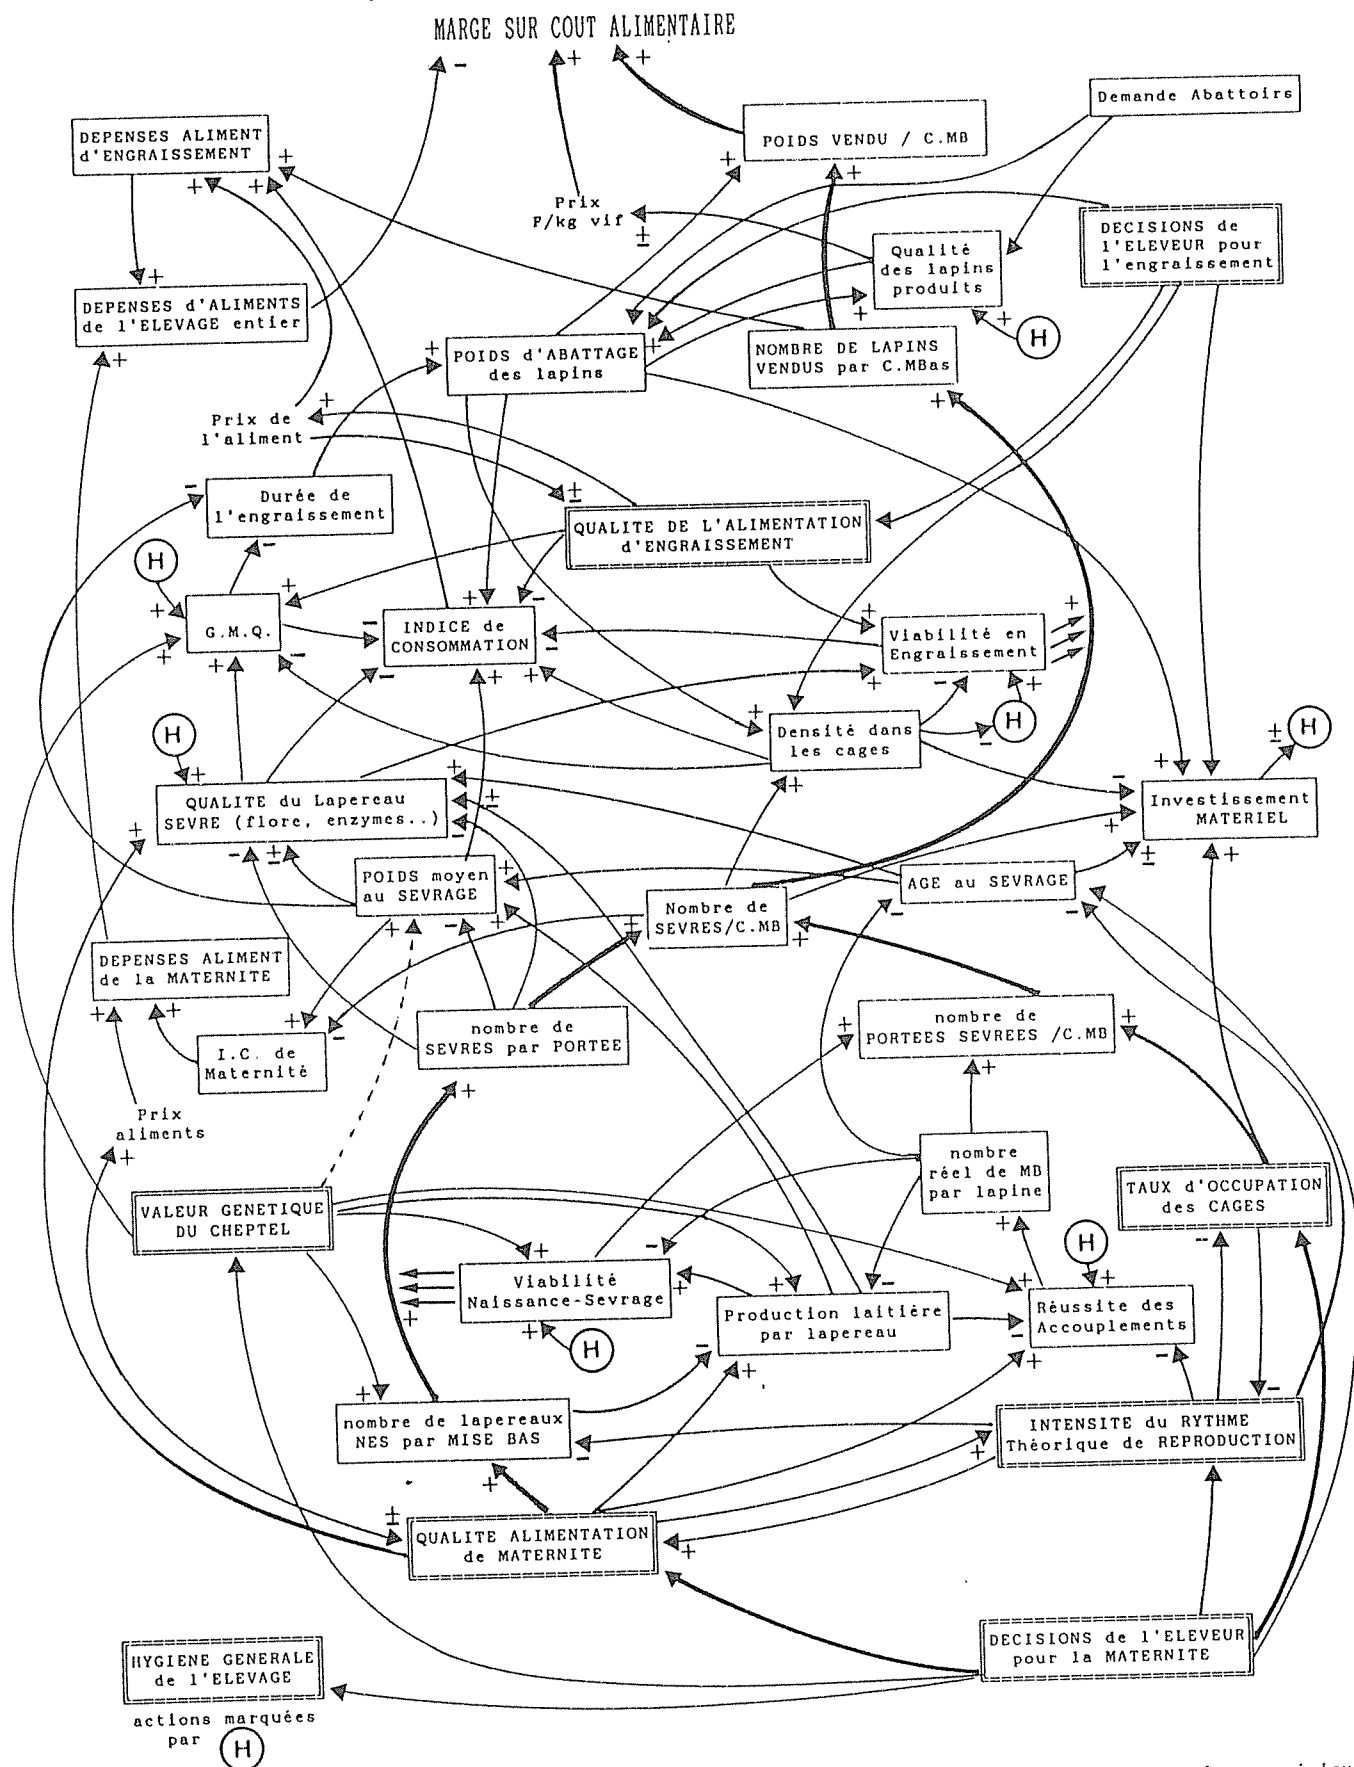 MARGE SUR COUT ALIMENTAIRE
Demande Abattoirs
DEPENSES ALIMENT
d'ENGRAISSEMENT
POIDS VENDU / C.MB
Prix
F/kg vif
DECISIONS de
l'ELEVEUR pour
l'engraissement
Qualité
des lapins
produits
DEPENSES d'ALIMENTS
de l'ELEVAGE entier
H
POIDS d'ABATTAGE
des lapins
NOMBRE DE LAPINS
VENDUS par C.MBas
Prix de
l'aliment
Durée de
l'engraissement
QUALITE DE L'ALIMENTATION
d'ENGRAISSEMENT
H
G.M.Q.
INDICE de
CONSOMMATION
Viabilité en
Engraissement
H
H
H
Densité dans
les cages
QUALITE du Lapereau
SEVRE (flore, enzymes..)
Investissement
MATERIEL
POIDS moyen
au SEVRAGE
AGE au SEVRAGE
Nombre de
SEVRES/C.MB
DEPENSES ALIMENT
de la MATERNITE
nombre de
SEVRES par PORTEE
nombre de
PORTEES SEVREES /C.MB
I.C. de
Maternité
Prix
aliments
nombre
réel de MB
par lapine
VALEUR GENETIQUE
DU CHEPTEL
TAUX d'OCCUPATION
des CAGES
H
Viabilité
Naissance-Sevrage
Production laitière
par lapereau
Réussite des
Accouplements
H
nombre de lapereaux
NES par MISE BAS
INTENSITE du RYTHME
Théorique de REPRODUCTION
QUALITE ALIMENTATION
de MATERNITE
DECISIONS de l'ELEVEUR
pour la MATERNITE
HYGIENE GENERALE
de l'ELEVAGE
actions marquées
par H